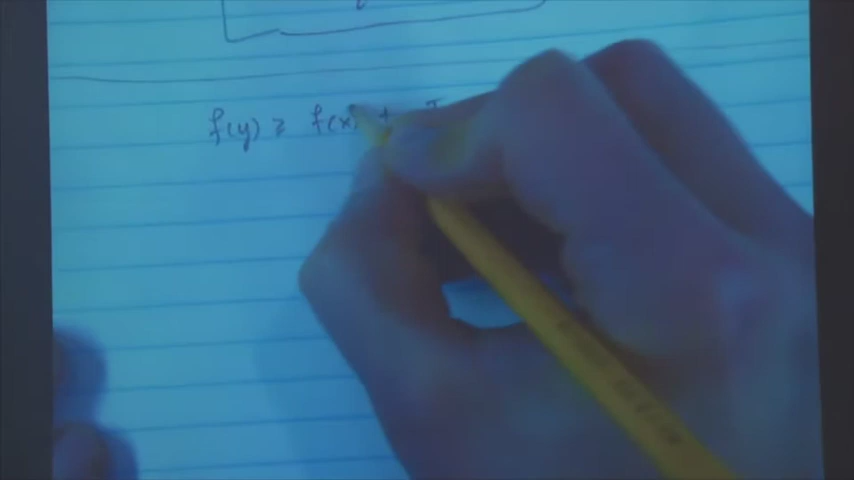 f(y) ≥ f(x) +